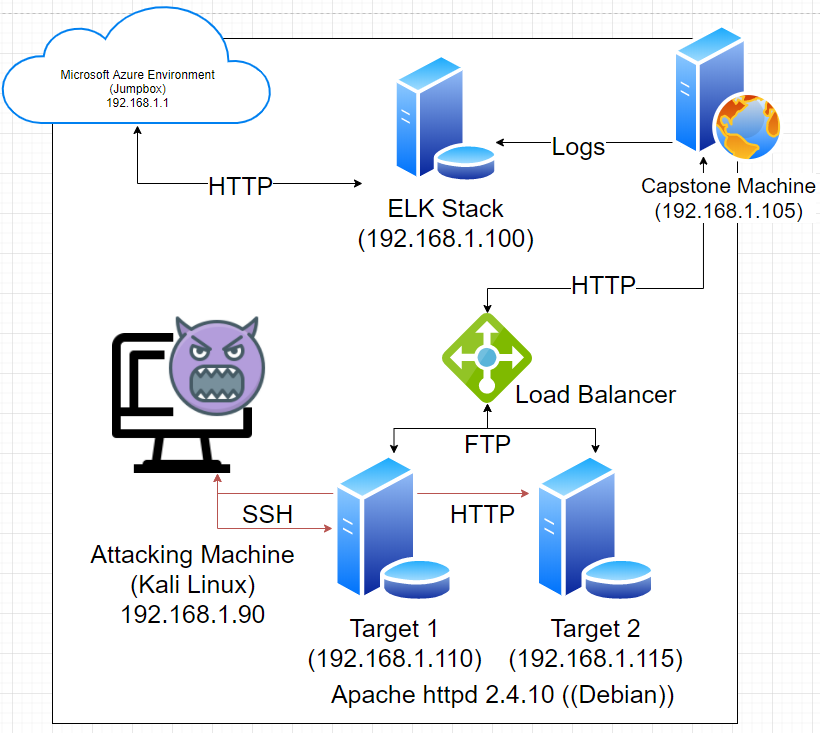 Microsoft Azure Environment
(Jumpbox)
192.168.1.1
Logs
HTTP
Capstone Machine
(192.168.1.105)
ELK Stack
(192.168.1.100)
HTTP
Load Balancer
FTP
SSH
HTTP
Attacking Machine
(Kali Linux)
192.168.1.90
Target 1
(192.168.1.110)
Target 2
(192.168.1.115)
Apache httpd 2.4.10 ((Debian))